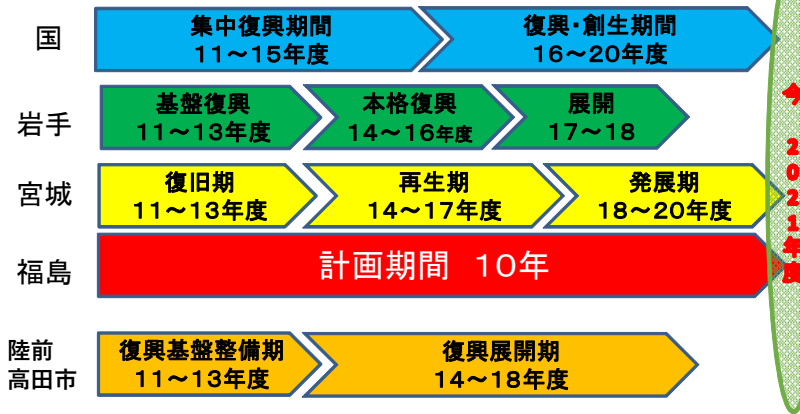 国
集中復興期間
11～15年度
復興・創生期間
16～20年度
岩手
基盤復興
11～13年度
本格復興
14～16年度
展開
17～18
宮城
復旧期
11～13年度
再生期
14～17年度
発展期
18～20年度
福島
計画期間 10年
陸前
高田市
復興基盤整備期
11～13年度
復興展開期
14～18年度
今 2021年度